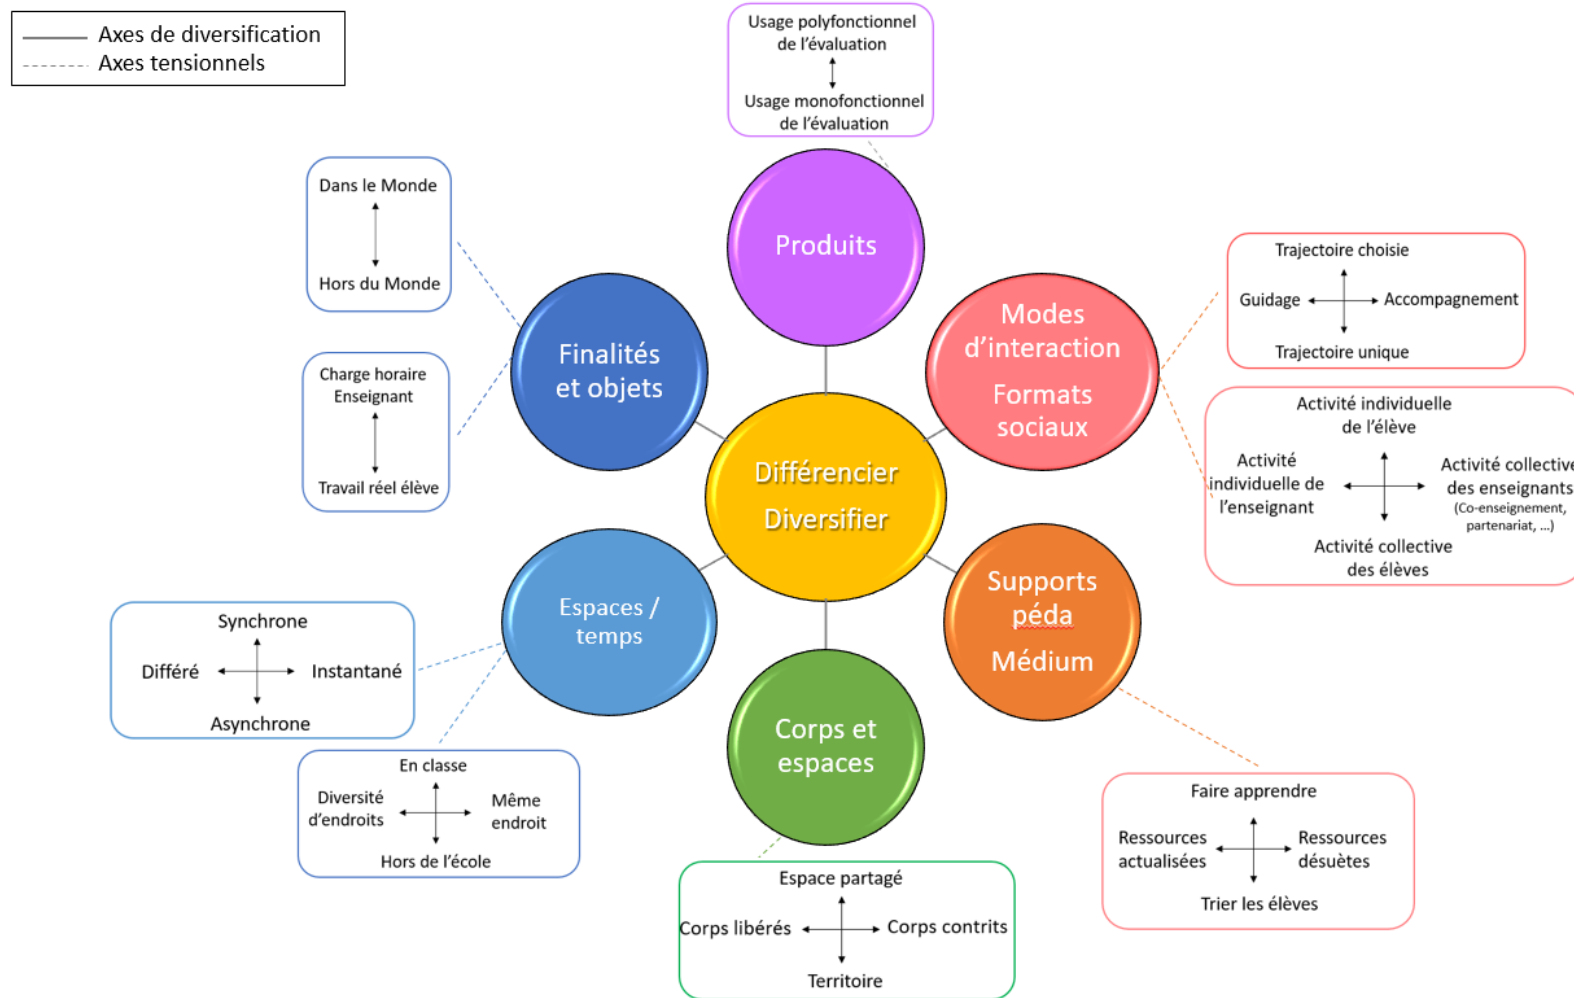 Axes de diversification
Axes tensionnels
Usage polyfonctionnel
de l'évaluation
Usage monofonctionnel
de l'évaluation
Produits
Dans le Monde
Hors du Monde
Charge horaire
Enseignant
Travail réel élève
Finalités
et objets
Modes
d'interaction
Formats
sociaux
Trajectoire choisie
Guidage
Accompagnement
Trajectoire unique
Activité individuelle
de l'élève
Activité
individuelle de
l'enseignant
Activité collective
des enseignants
(Co-enseignement,
partenariat, ...)
Activité collective
des élèves
Différencier
Diversifier
Espaces /
temps
Synchrone
Différé
Instantané
Asynchrone
En classe
Diversité
d'endroits
Même
endroit
Hors de l'école
Corps et
espaces
Espace partagé
Corps libérés
Corps contrits
Territoire
Supports
péda
Médium
Faire apprendre
Ressources
actualisées
Ressources
désuètes
Trier les élèves